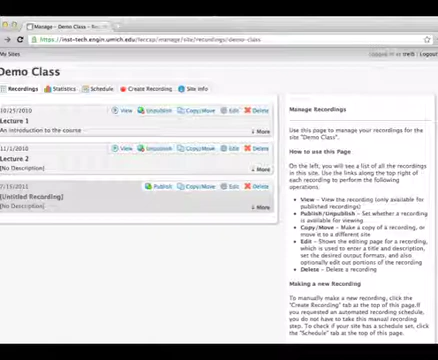 Manage – Demo Class – Recor
https://inst-tech.engin.umich.edu/leccap/manage/site/recordings/demo-class
My Sites
Logged in as
Logout
Demo Class
Recordings Statistics Schedule Create Recording Site Info
10/25/2010 View Unpublish Copy/Move Edit Delete
Lecture 1
An introduction to the course
↓ More
11/1/2010 View Unpublish Copy/Move Edit Delete
Lecture 2
[No Description]
↓ More
7/15/2011 Publish Copy/Move Edit Delete
[Untitled Recording]
[No Description]
↓ More
Manage Recordings
Use this page to manage your recordings for the
site "Demo Class".
How to use this Page
On the left, you will see a list of all the recordings
in this site. Use the links along the top right of
each recording to perform the following
operations
• View – View the recording (only available for
published recordings)
• Publish/Unpublish – Set whether a recording
is available for viewing
• Copy/Move – Make a copy of a recording, or
move it to a different site
• Edit – Shows the editing page for a recording,
which is used to enter a title and description,
set the desired output formats, and also
optionally edit out portions of the recording
• Delete – Delete a recording
Making a new Recording
To manually make a new recording, click the
"Create Recording" tab at the top of this page. If
you requested an automated recording schedule,
you do not have to take this manual recording
step. To check if your site has a schedule set, click
the "Schedule" tab at the top of this page.